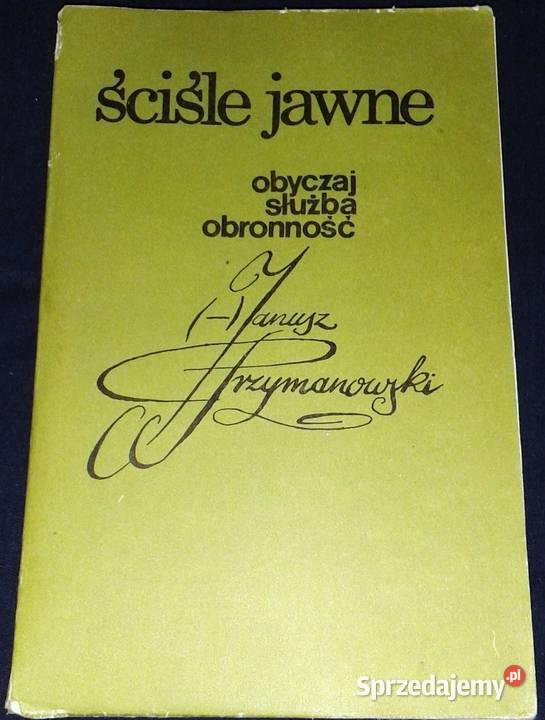 ściśle jawne
obyczaj
służba
obronność
(—) Janusz
Przymanowski
Sprzedajemy.pl